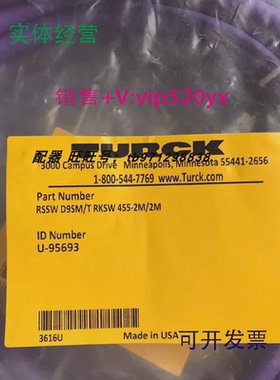 实体经营
销售+V:vip520yx
TURCK
3000 Campus Drive Minneapolis, Minnesota 55441-2656
1-800-544-7769 www.Turck.com
Part Number
RSSW D9SM/T RKSW 455-2M/2M
ID Number
U-95693
3616U
Made in USA
可开发票